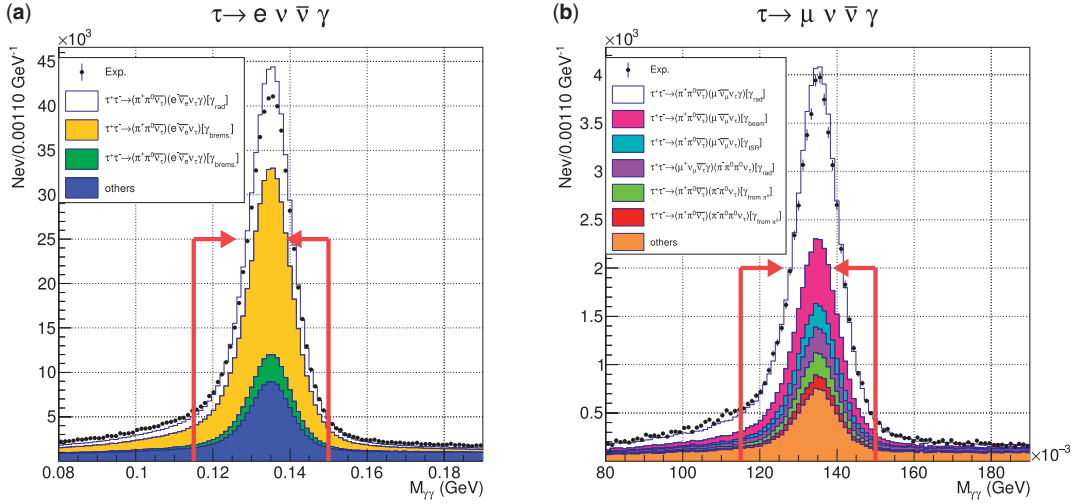 (a) τ→ e ν ν̅ γ
×10³
Nev/0.00110 GeV⁻¹
45
40
35
30
25
20
15
10
5
Exp.
τ⁺τ⁻→(π⁺π⁰ν̅τ)(e⁻ν̅eντγ)[γrad]
τ⁺τ⁻→(π⁺π⁰ν̅τ)(e⁻ν̅eντ)[γbrems.]
τ⁺τ⁻→(π⁺π⁰ν̅τ)(e⁻ν̅eντγ)[γbrems.]
others
0.08 0.1 0.12 0.14 0.16 0.18
Mγγ (GeV)
(b) τ→ μ ν ν̅ γ
×10³
Nev/0.00110 GeV⁻¹
4
3.5
3
2.5
2
1.5
1
0.5
Exp.
τ⁺τ⁻→(π⁺π⁰ν̅τ)(μ⁻ν̅μντγ)[γrad]
τ⁺τ⁻→(π⁺π⁰ν̅τ)(μ⁻ν̅μντ)[γbeam]
τ⁺τ⁻→(π⁺π⁰ν̅τ)(μ⁻ν̅μντ)[γISR]
τ⁺τ⁻→(μ⁺νμν̅τγ)(π⁻π⁰π⁰ντ)[γrad]
τ⁺τ⁻→(π⁺π⁰ν̅τ)(π⁻π⁰ντ)[γfrom π⁰]
τ⁺τ⁻→(π⁺π⁰ν̅τ)(π⁻π⁰π⁰ντ)[γfrom π⁰]
others
80 100 120 140 160 180 ×10⁻³
Mγγ (GeV)